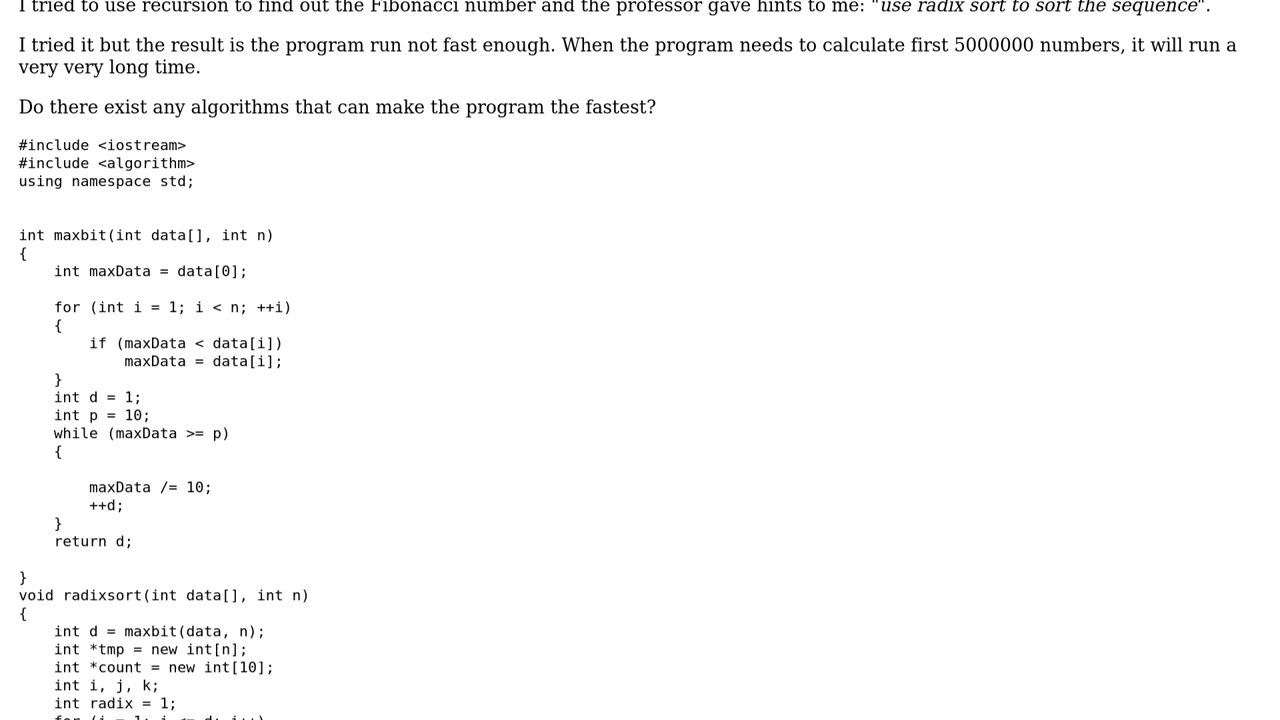 I tried to use recursion to find out the Fibonacci number and the professor gave hints to me: "use radix sort to sort the sequence".
I tried it but the result is the program run not fast enough. When the program needs to calculate first 5000000 numbers, it will run a
very very long time.
Do there exist any algorithms that can make the program the fastest?
#include <iostream>
#include <algorithm>
using namespace std;
int maxbit(int data[], int n)
{
    int maxData = data[0];
    for (int i = 1; i < n; ++i)
    {
        if (maxData < data[i])
            maxData = data[i];
    }
    int d = 1;
    int p = 10;
    while (maxData >= p)
    {
        maxData /= 10;
        ++d;
    }
    return d;
}
void radixsort(int data[], int n)
{
    int d = maxbit(data, n);
    int *tmp = new int[n];
    int *count = new int[10];
    int i, j, k;
    int radix = 1;
    for (i = 1; i <= d; i++)